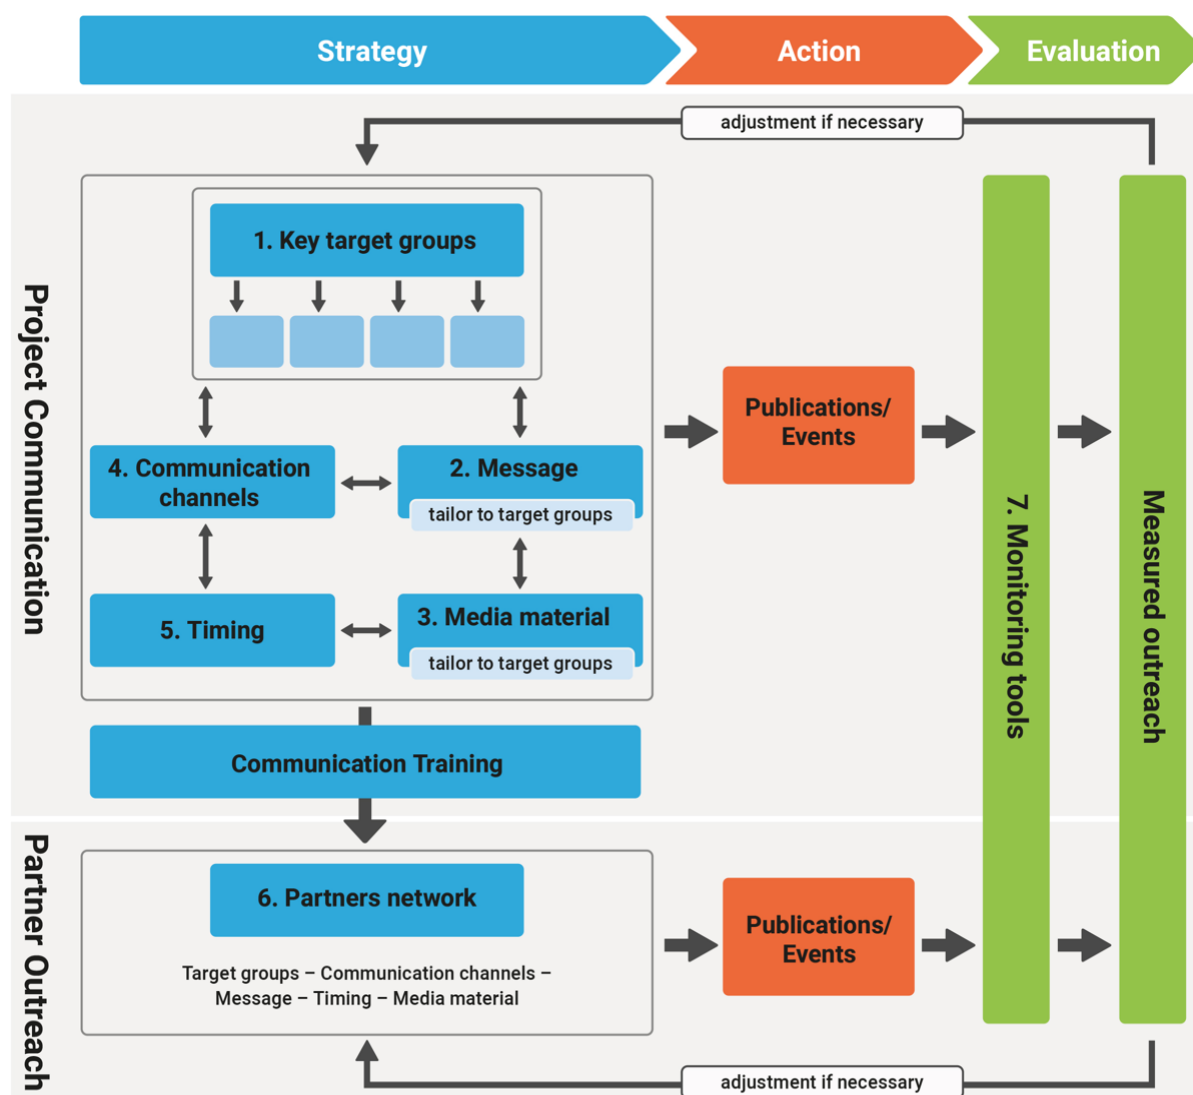 Strategy
Action
Evaluation
adjustment if necessary
Project Communication
1. Key target groups
4. Communication
channels
2. Message
tailor to target groups
5. Timing
3. Media material
tailor to target groups
Publications/
Events
7. Monitoring tools
Measured outreach
Communication Training
Partner Outreach
6. Partners network
Target groups – Communication channels –
Message – Timing – Media material
Publications/
Events
adjustment if necessary